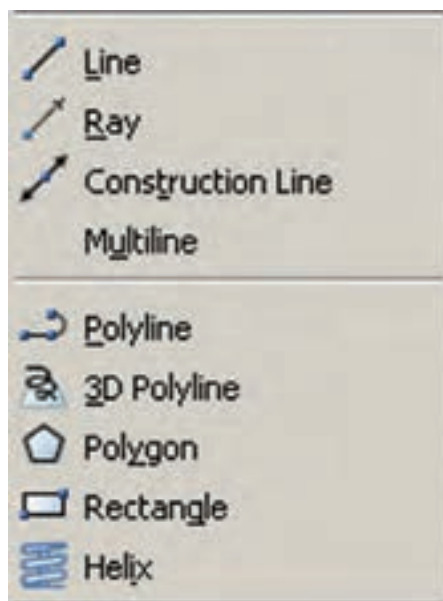 Line
Ray
Construction Line
Multiline
Polyline
3D Polyline
Polygon
Rectangle
Helix